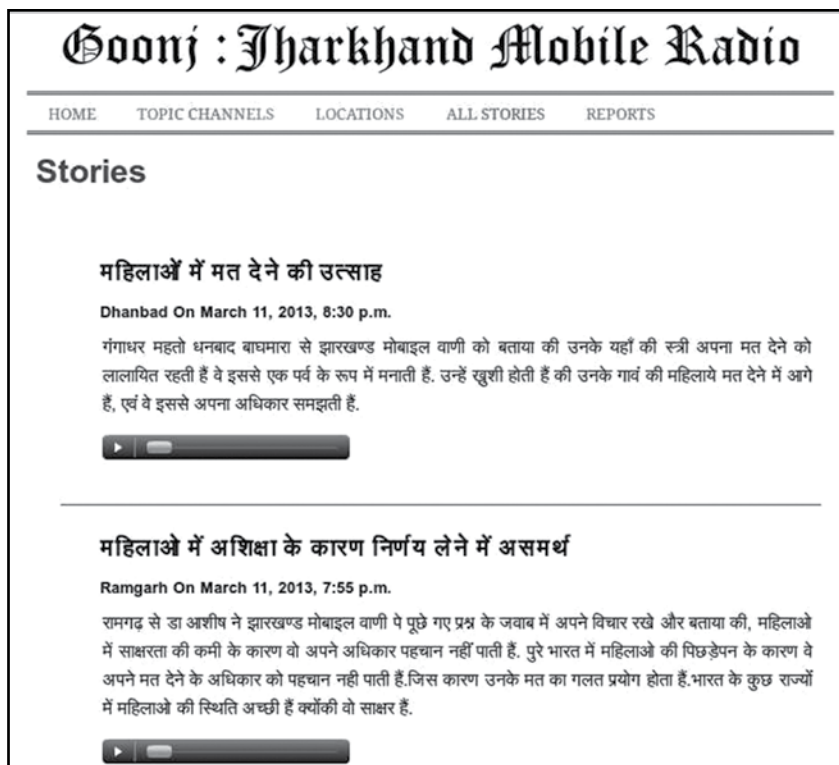 Goonj : Jharkhand Mobile Radio
HOME TOPIC CHANNELS LOCATIONS ALL STORIES REPORTS
Stories
महिलाओं में मत देने की उत्साह
Dhanbad On March 11, 2013, 8:30 p.m.
गंगाधर महतो धनबाद बाघमारा से झारखण्ड मोबाइल वाणी को बताया की उनके यहाँ की स्त्री अपना मत देने को
लालायित रहती हैं वे इससे एक पर्व के रूप में मनाती हैं. उन्हें ख़ुशी होती हैं की उनके गावं की महिलाये मत देने में आगे
हैं, एवं वे इससे अपना अधिकार समझती हैं.
महिलाओ में अशिक्षा के कारण निर्णय लेने में असमर्थ
Ramgarh On March 11, 2013, 7:55 p.m.
रामगढ़ से डा आशीष ने झारखण्ड मोबाइल वाणी पे पूछे गए प्रश्न के जवाब में अपने विचार रखे और बताया की, महिलाओ
में साक्षरता की कमी के कारण वो अपने अधिकार पहचान नहीं पाती हैं. पुरे भारत में महिलाओ की पिछड़ेपन के कारण वे
अपने मत देने के अधिकार को पहचान नही पाती हैं.जिस कारण उनके मत का गलत प्रयोग होता हैं.भारत के कुछ राज्यों
में महिलाओ की स्थिति अच्छी हैं क्योंकी वो साक्षर हैं.